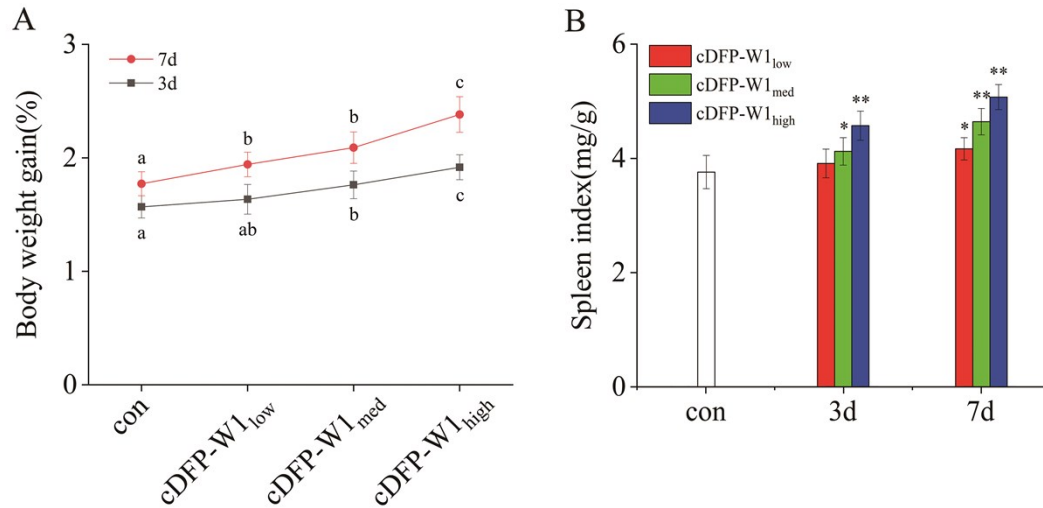 A
Body weight gain(%)
3
2
1
0
7d
3d
a
b
b
c
a
ab
b
c
con
cDFP-W1low
cDFP-W1med
cDFP-W1high
B
Spleen index(mg/g)
6
4
2
0
cDFP-W1low
cDFP-W1med
cDFP-W1high
*
**
*
**
**
con
3d
7d